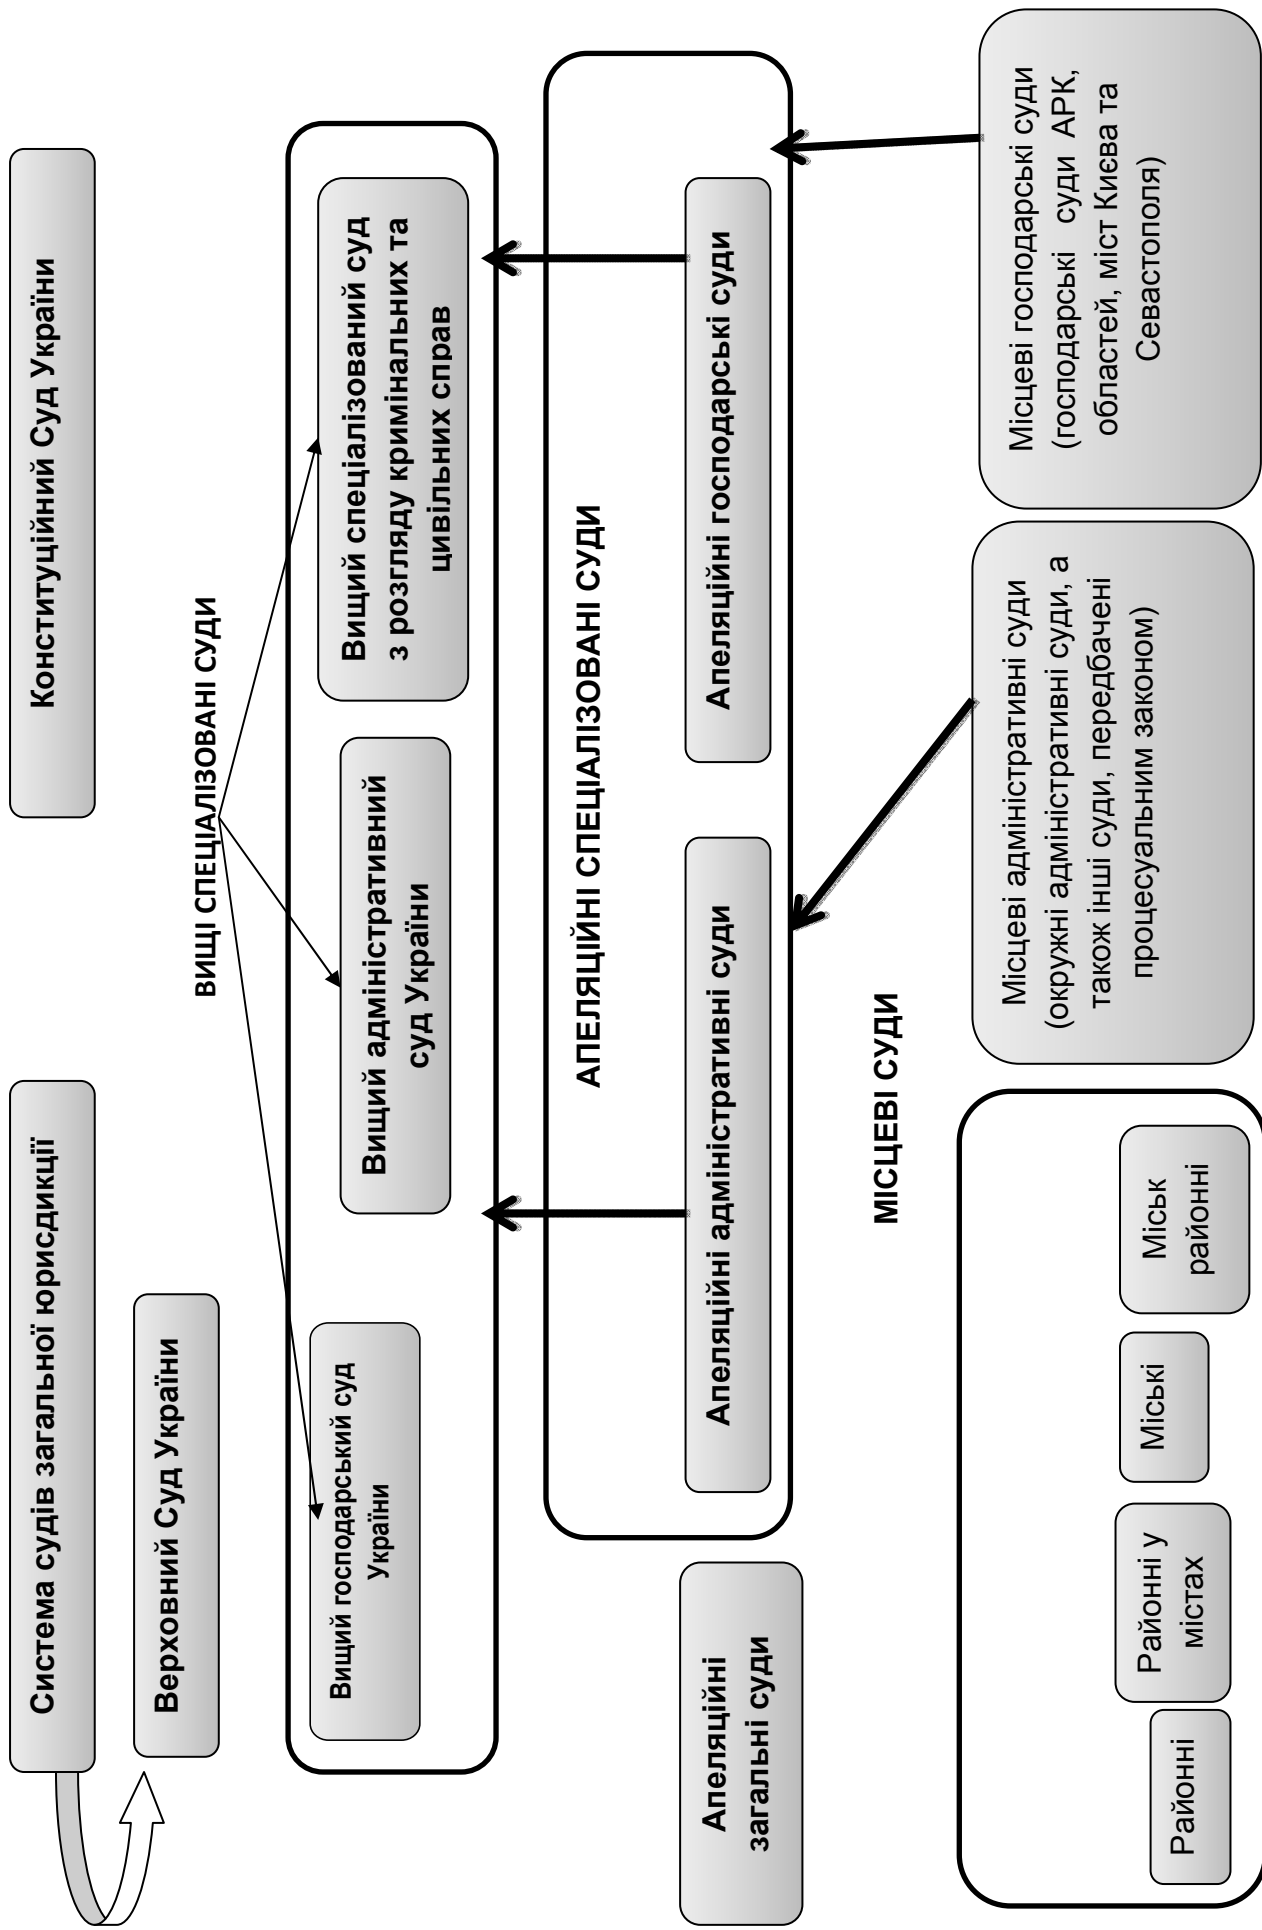 Система судів загальної юрисдикції
Конституційний Суд України
Верховний Суд України
ВИЩІ СПЕЦІАЛІЗОВАНІ СУДИ
Вищий господарський суд
України
Вищий адміністративний
суд України
Вищий спеціалізований суд
з розгляду кримінальних та
цивільних справ
АПЕЛЯЦІЙНІ СПЕЦІАЛІЗОВАНІ СУДИ
Апеляційні
загальні суди
Апеляційні адміністративні суди
Апеляційні господарські суди
МІСЦЕВІ СУДИ
Районні
Районні у
містах
Міські
Міськ
районні
Місцеві адміністративні суди
(окружні адміністративні суди, а
також інші суди, передбачені
процесуальним законом)
Місцеві господарські суди
(господарські суди АРК,
областей, міст Києва та
Севастополя)